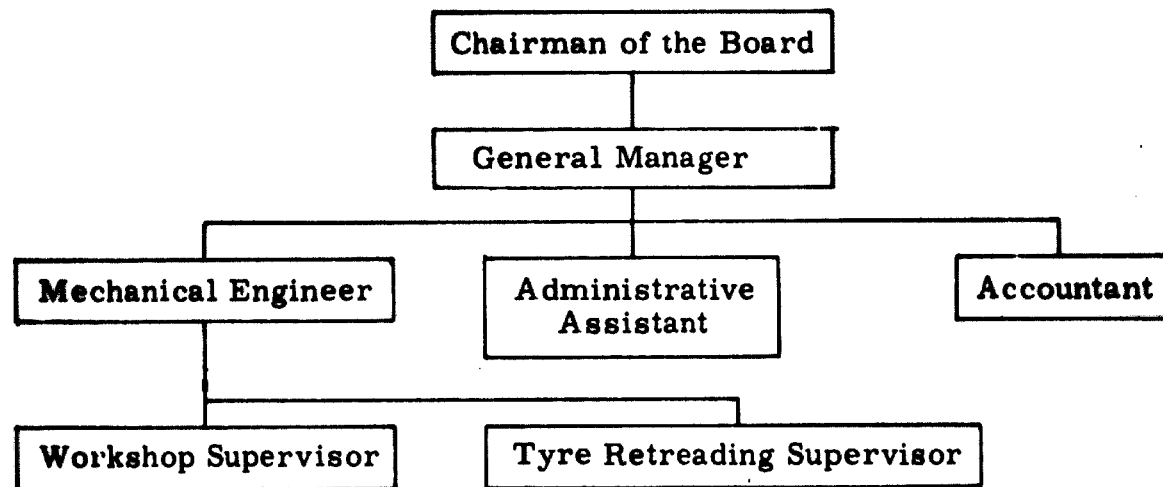 Chairman of the Board
General Manager
Mechanical Engineer
Administrative
Assistant
Accountant
Workshop Supervisor
Tyre Retreading Supervisor